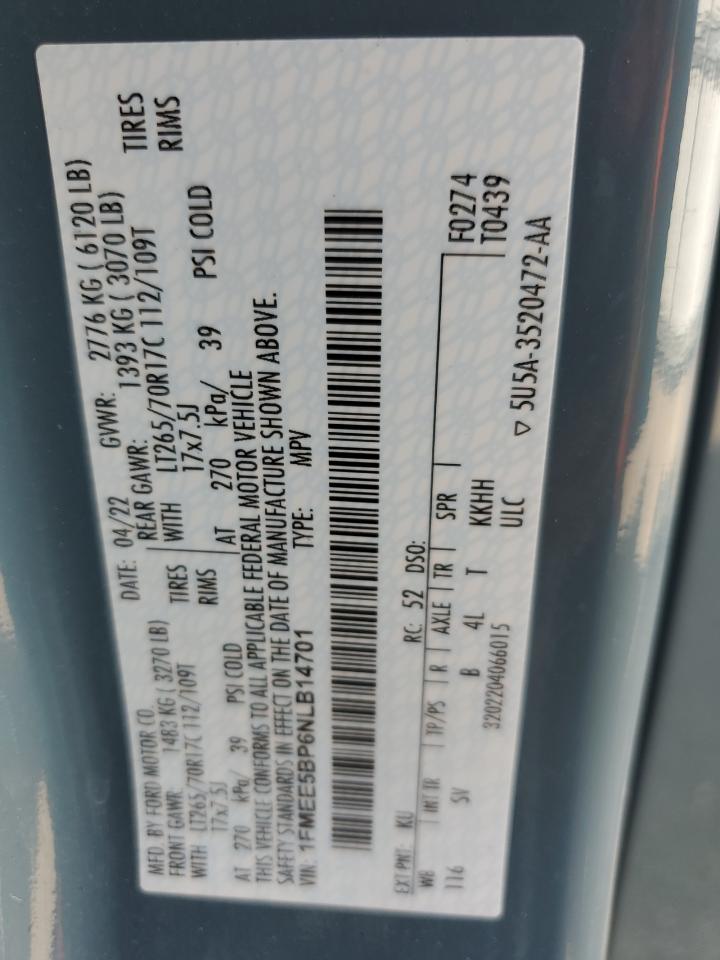 MFD. BY FORD MOTOR CO. DATE: 04/22 GVWR: 2776 KG ( 6120 LB)
FRONT GAWR: 1483 KG ( 3270 LB) REAR GAWR: 1393 KG ( 3070 LB)
WITH LT265/70R17C 112/109T TIRES WITH LT265/70R17C 112/109T TIRES
17x7.5J RIMS 17x7.5J RIMS
AT 270 kPa/ 39 PSI COLD AT 270 kPa/ 39 PSI COLD
THIS VEHICLE CONFORMS TO ALL APPLICABLE FEDERAL MOTOR VEHICLE
SAFETY STANDARDS IN EFFECT ON THE DATE OF MANUFACTURE SHOWN ABOVE.
VIN: 1FMEE5BP6NLB14701 TYPE: MPV
EXT PNT: KU RC: 52 DSO:
WB INT TR TP/PS R AXLE TR SPR F0274
116 SV B 4L T KKHH T0439
3202204066015 ULC
▽ 5U5A-3520472-AA